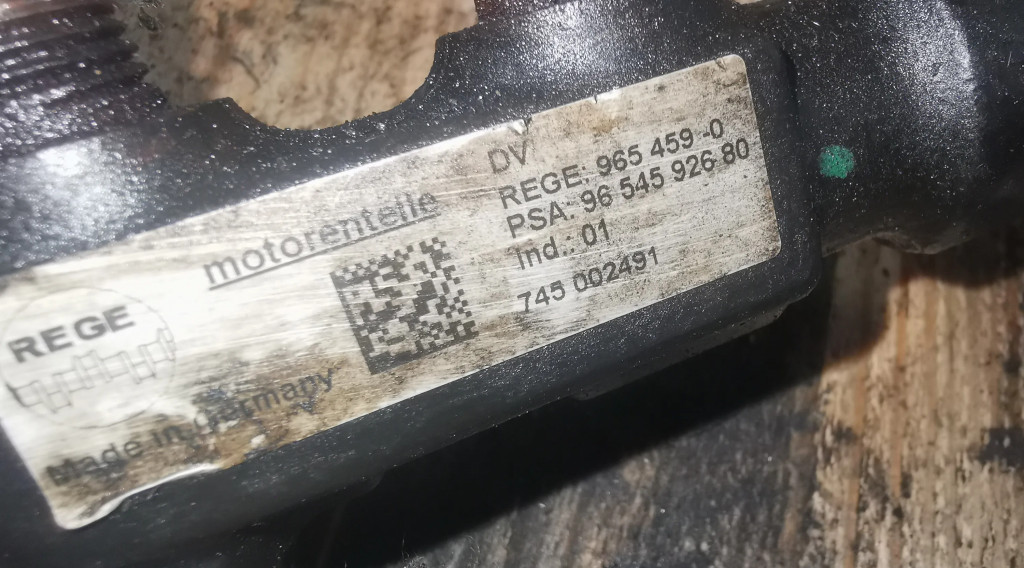 DV
REGE: 965 459 -0
PSA: 96 545 926 80
Ind.: 01
745 002491
motorenteile
REGE
Made in Germany